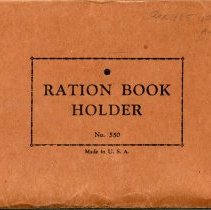 RATION BOOK
HOLDER
No. 550
Made in U. S. A.